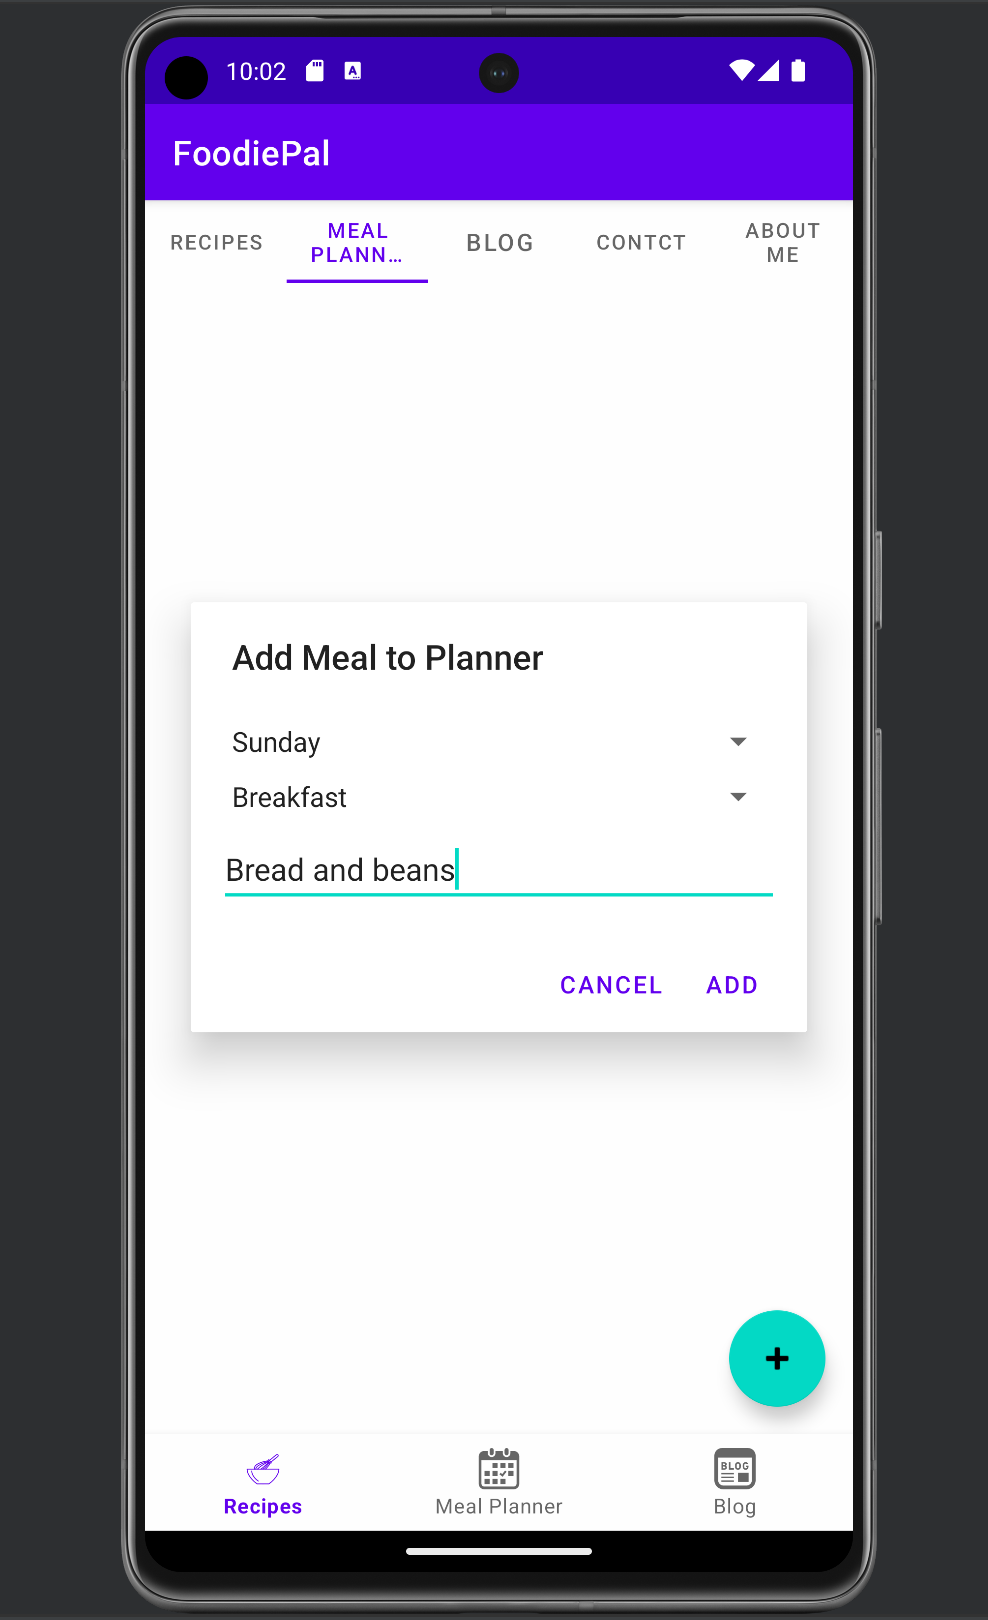 10:02
FoodiePal
RECIPES
MEAL
PLANN…
BLOG
CONTCT
ABOUT
ME
Add Meal to Planner
Sunday
Breakfast
Bread and beans
CANCEL
ADD
BLOG
Recipes
Meal Planner
Blog